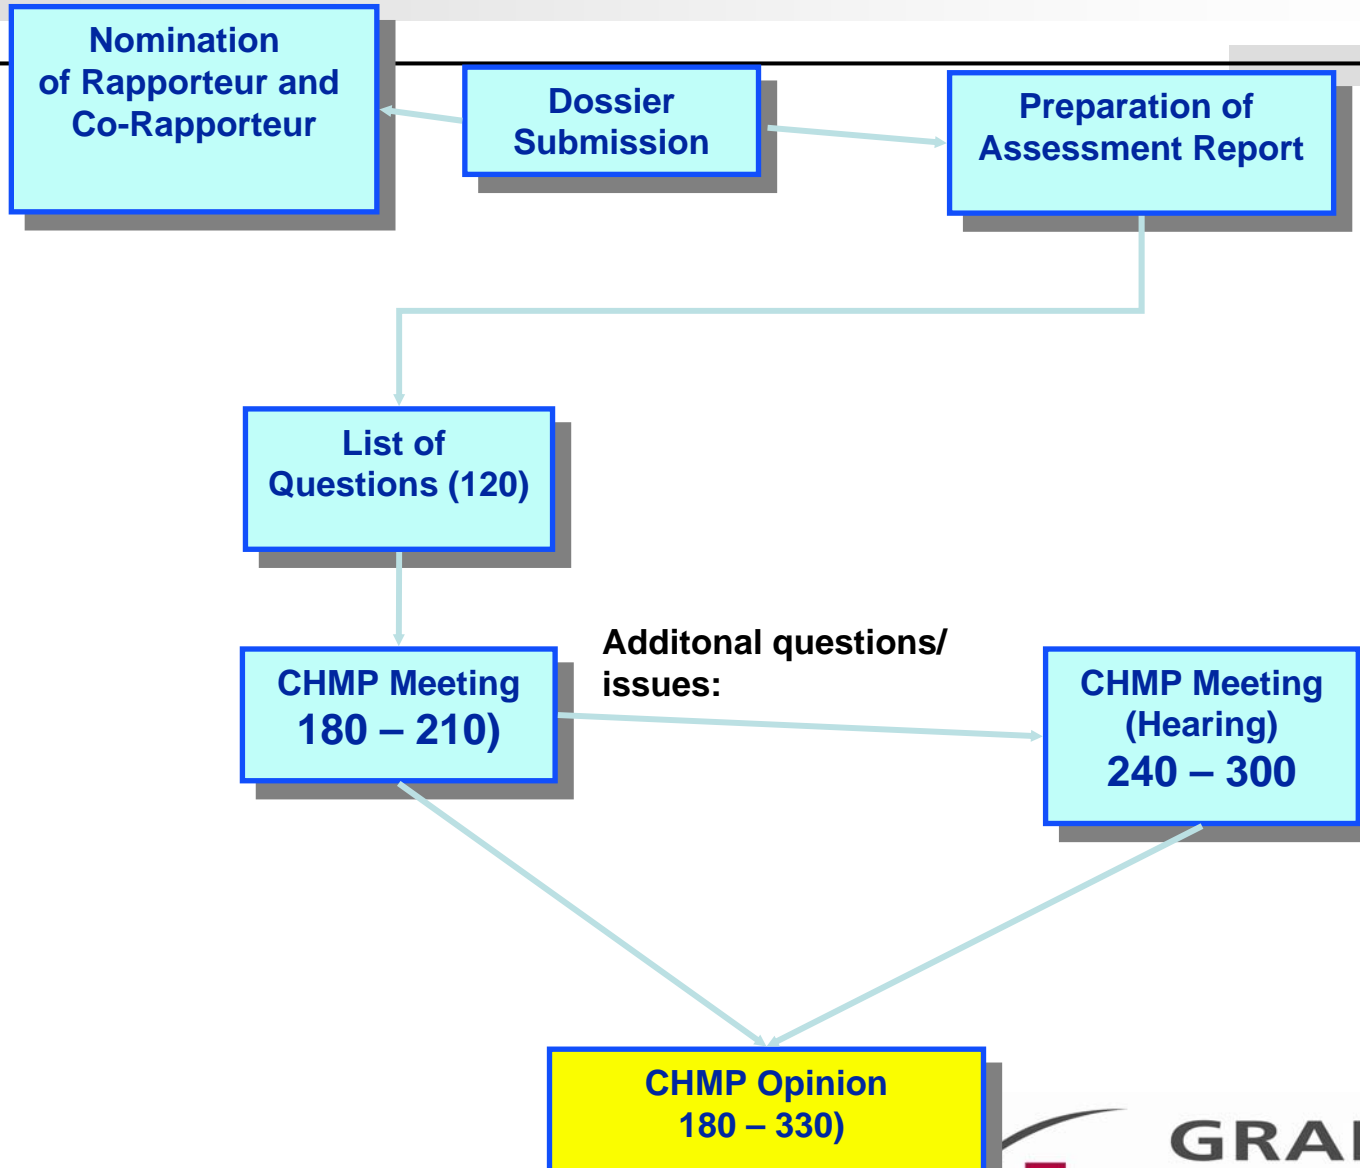 Nomination
of Rapporteur and
Co-Rapporteur
Dossier
Submission
Preparation of
Assessment Report
List of
Questions (120)
CHMP Meeting
180 – 210)
Additonal questions/
issues:
CHMP Meeting
(Hearing)
240 – 300
CHMP Opinion
180 – 330)